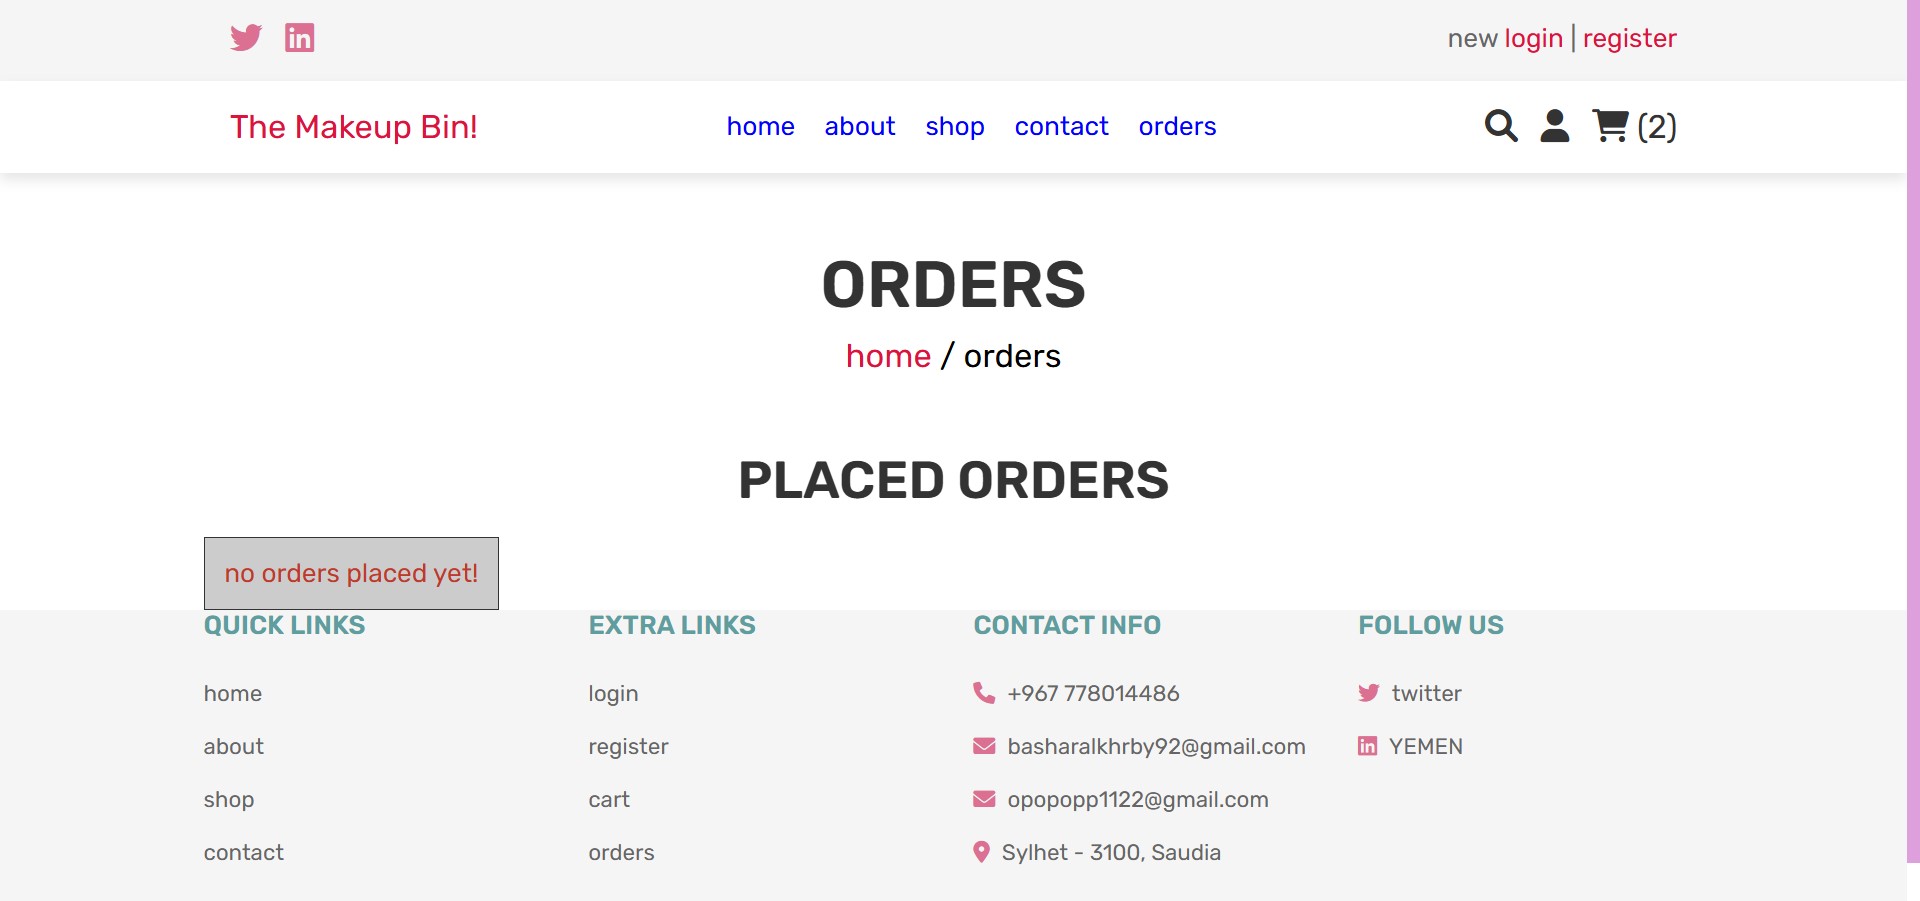 new login | register
The Makeup Bin!
home about shop contact orders
(2)
ORDERS
home / orders
PLACED ORDERS
no orders placed yet!
QUICK LINKS
home
about
shop
contact
EXTRA LINKS
login
register
cart
orders
CONTACT INFO
+967 778014486
basharalkhrby92@gmail.com
opopopp1122@gmail.com
Sylhet - 3100, Saudia
FOLLOW US
twitter
YEMEN